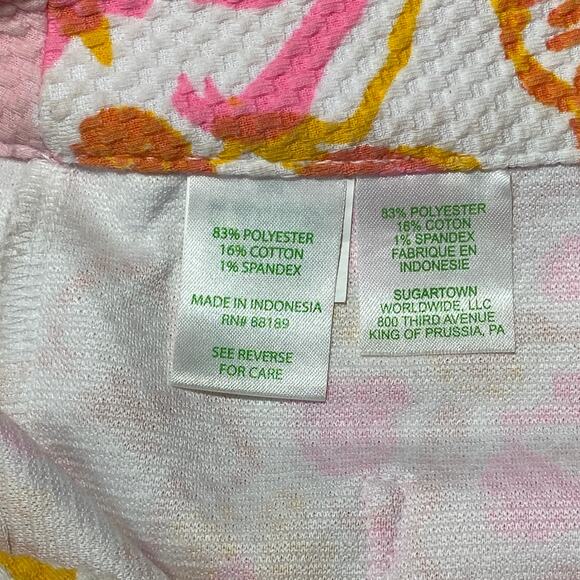 83% POLYESTER
16% COTTON
1% SPANDEX
MADE IN INDONESIA
RN# 88189
SEE REVERSE
FOR CARE
83% POLYESTER
16% COTON
1% SPANDEX
FABRIQUE EN
INDONESIE
SUGARTOWN
WORLDWIDE, LLC
800 THIRD AVENUE
KING OF PRUSSIA, PA